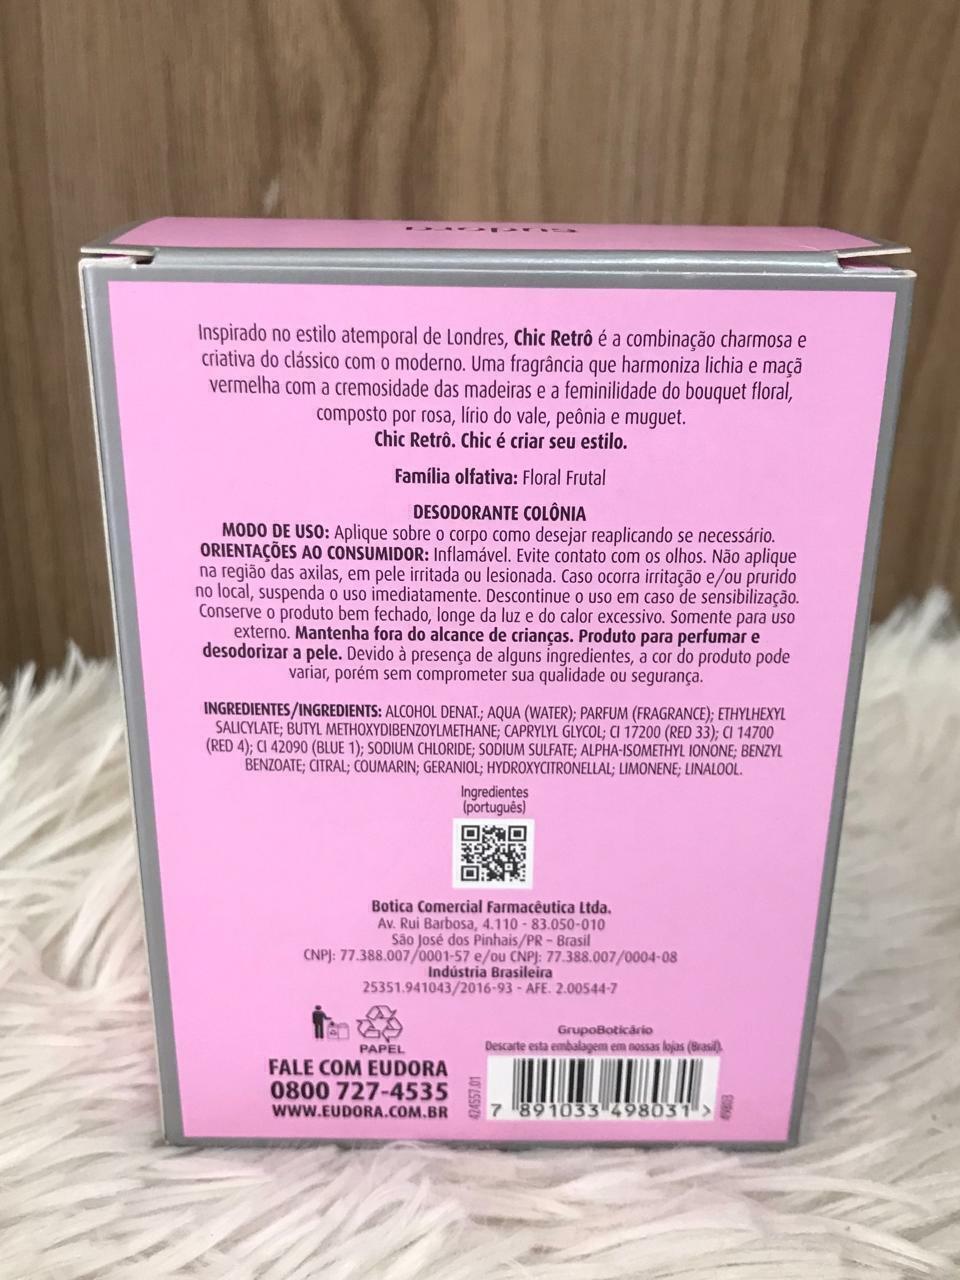 eudora
Inspirado no estilo atemporal de Londres, Chic Retrô é a combinação charmosa e
criativa do clássico com o moderno. Uma fragrância que harmoniza lichia e maçã
vermelha com a cremosidade das madeiras e a feminilidade do bouquet floral,
composto por rosa, lírio do vale, peônia e muguet.
Chic Retrô. Chic é criar seu estilo.
Família olfativa: Floral Frutal
DESODORANTE COLÔNIA
MODO DE USO: Aplique sobre o corpo como desejar reaplicando se necessário.
ORIENTAÇÕES AO CONSUMIDOR: Inflamável. Evite contato com os olhos. Não aplique
na região das axilas, em pele irritada ou lesionada. Caso ocorra irritação e/ou prurido
no local, suspenda o uso imediatamente. Descontinue o uso em caso de sensibilização.
Conserve o produto bem fechado, longe da luz e do calor excessivo. Somente para uso
externo. Mantenha fora do alcance de crianças. Produto para perfumar e
desodorizar a pele. Devido à presença de alguns ingredientes, a cor do produto pode
variar, porém sem comprometer sua qualidade ou segurança.
INGREDIENTES/INGREDIENTS: ALCOHOL DENAT.; AQUA (WATER); PARFUM (FRAGRANCE); ETHYLHEXYL
SALICYLATE; BUTYL METHOXYDIBENZOYLMETHANE; CAPRYLYL GLYCOL; CI 17200 (RED 33); CI 14700
(RED 4); CI 42090 (BLUE 1); SODIUM CHLORIDE; SODIUM SULFATE; ALPHA-ISOMETHYL IONONE; BENZYL
BENZOATE; CITRAL; COUMARIN; GERANIOL; HYDROXYCITRONELLAL; LIMONENE; LINALOOL.
Ingredientes
(português)
Botica Comercial Farmacêutica Ltda.
Av. Rui Barbosa, 4.110 - 83.050-010
São José dos Pinhais/PR – Brasil
CNPJ: 77.388.007/0001-57 e/ou CNPJ: 77.388.007/0004-08
Indústria Brasileira
25351.941043/2016-93 - AFE. 2.00544-7
PAPEL
FALE COM EUDORA
0800 727-4535
WWW.EUDORA.COM.BR
GrupoBoticário
Descarte esta embalagem em nossas lojas (Brasil).
424557.01
7 891033 498031 >
49803